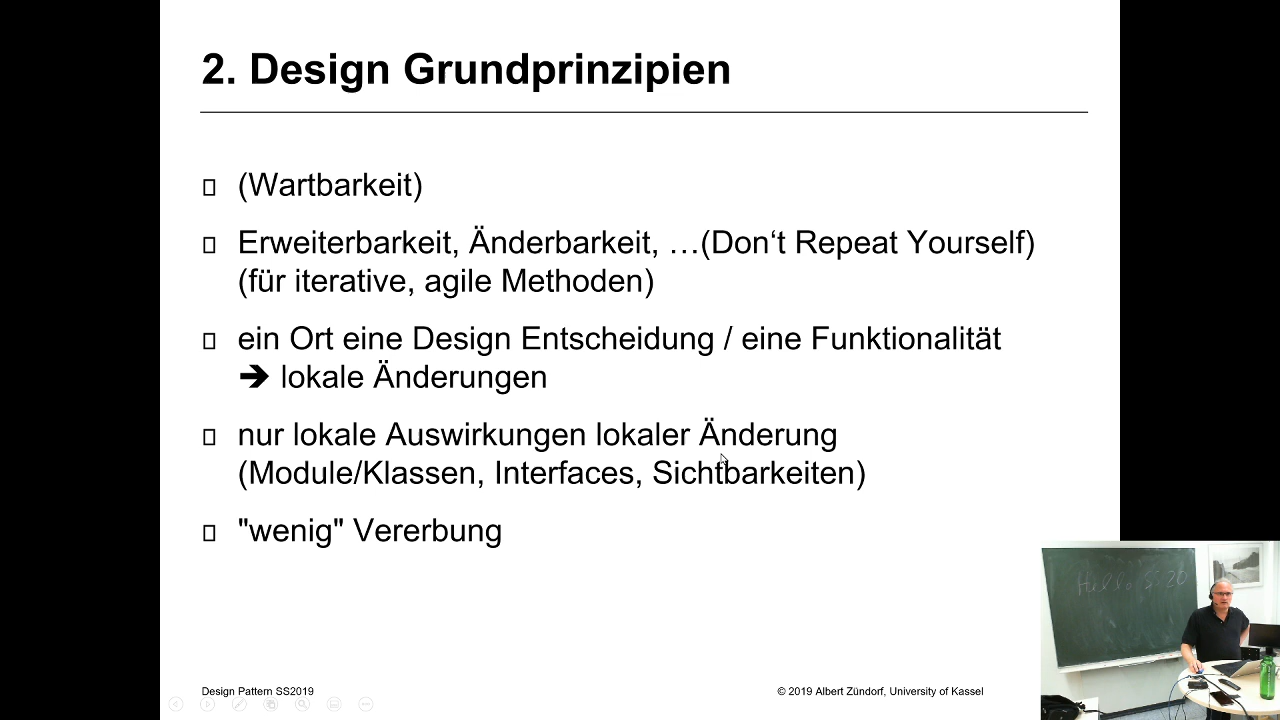 2. Design Grundprinzipien
(Wartbarkeit)
Erweiterbarkeit, Änderbarkeit, …(Don‘t Repeat Yourself)
(für iterative, agile Methoden)
ein Ort eine Design Entscheidung / eine Funktionalität
➔ lokale Änderungen
nur lokale Auswirkungen lokaler Änderung
(Module/Klassen, Interfaces, Sichtbarkeiten)
"wenig" Vererbung
Design Pattern SS2019
© 2019 Albert Zündorf, University of Kassel
Hello